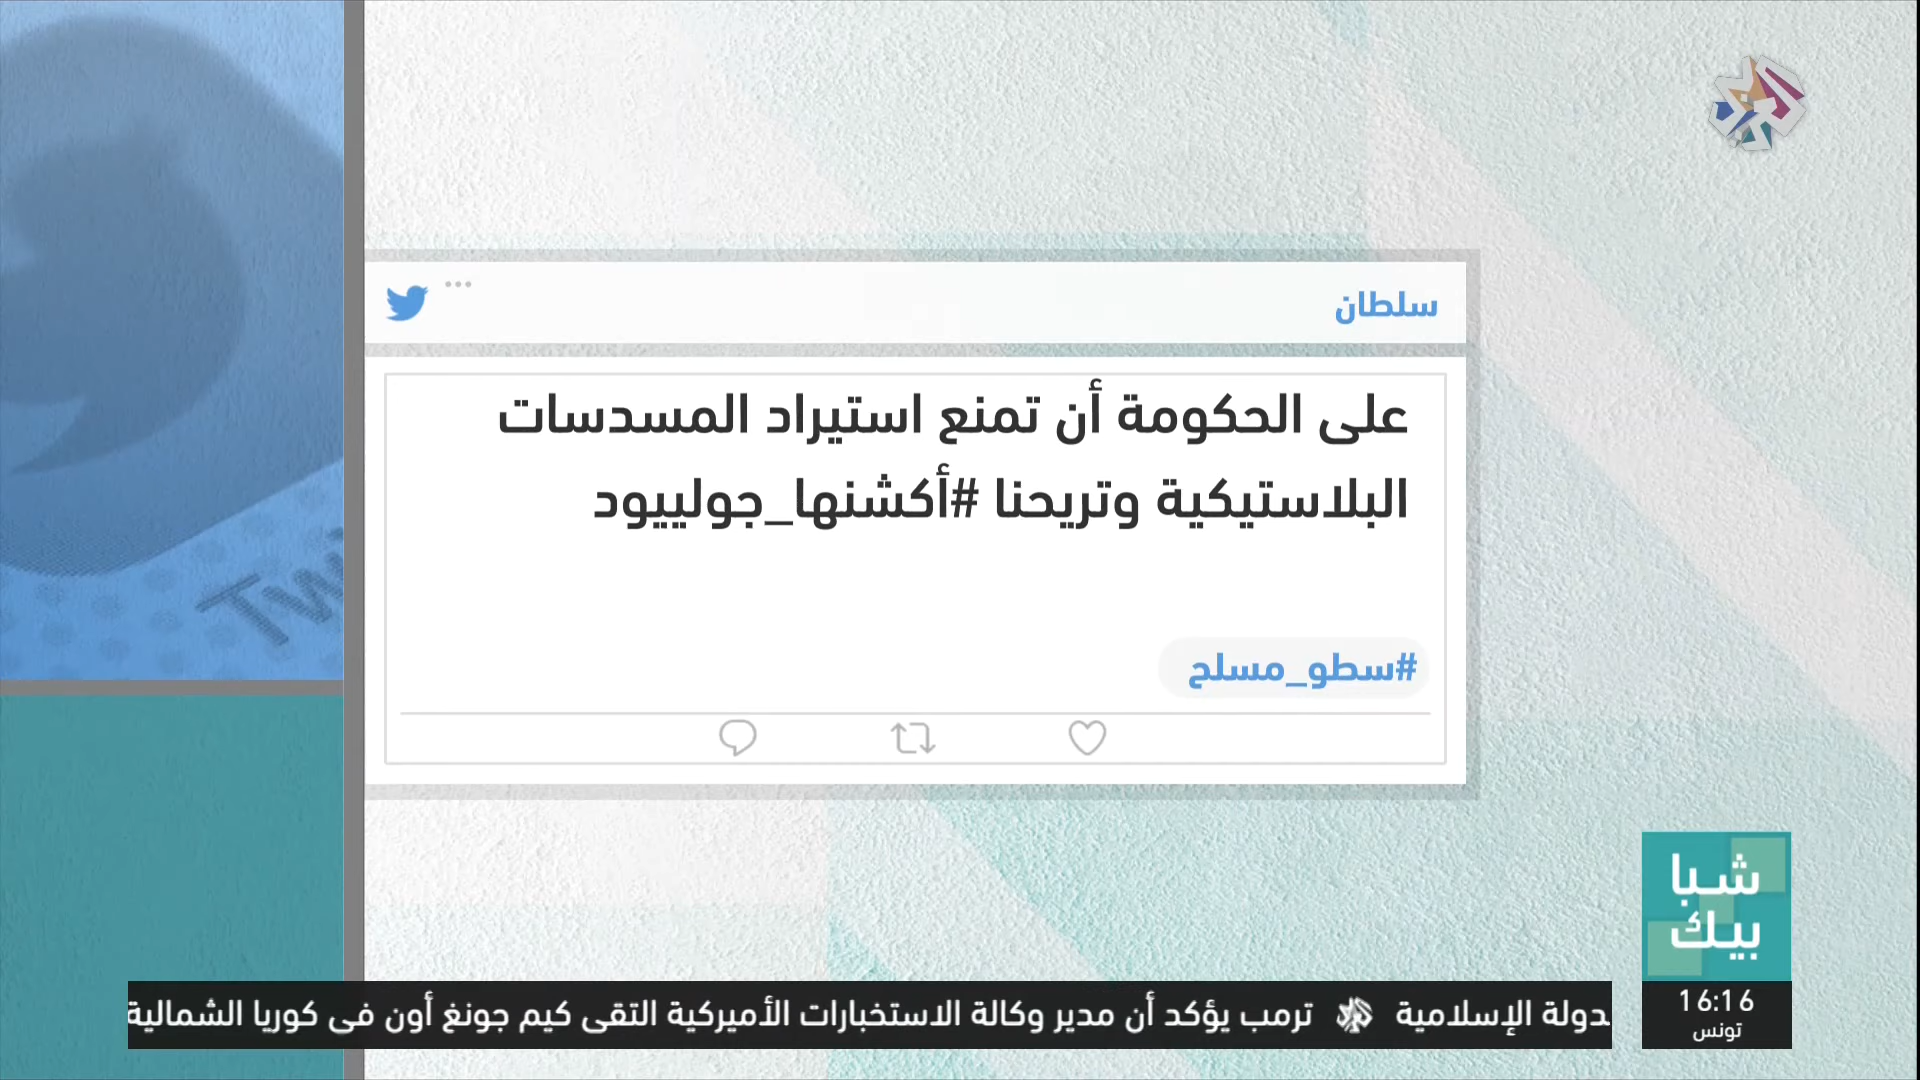 سلطان
على الحكومة أن تمنع استيراد المسدسات
البلاستيكية وتريحنا #أكشنها_جولييود
#سطو_مسلح
Tw
شبا
بيك
16:16
تونس
الإسلامية ترمب يؤكد أن مدير وكالة الاستخبارات الأميركية التقى كيم جونغ أون في كوريا الشمالية